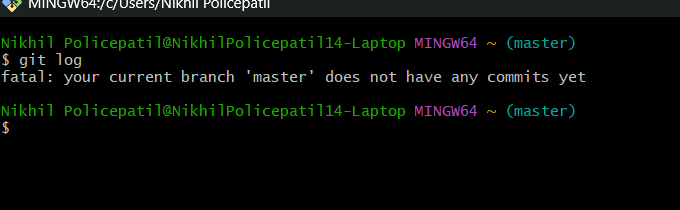 MINGW64:/c/Users/Nikhil Policepatil
Nikhil Policepatil@NikhilPolicepatil14-Laptop MINGW64 ~ (master)
$ git log
fatal: your current branch 'master' does not have any commits yet
Nikhil Policepatil@NikhilPolicepatil14-Laptop MINGW64 ~ (master)
$